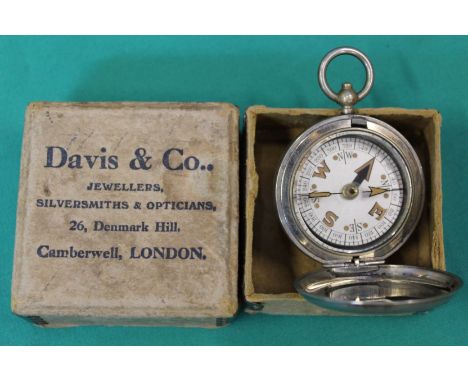 Davis & Co..
JEWELLERS,
SILVERSMITHS & OPTICIANS,
26, Denmark Hill,
Camberwell, LONDON.
N|W
W
N
S
E
S|E